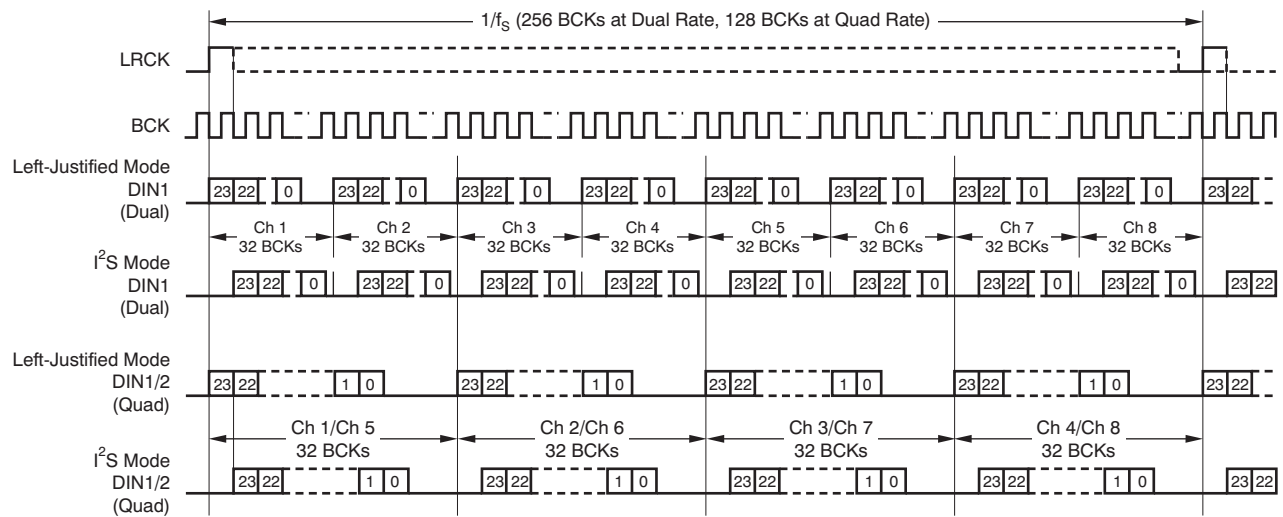 1/fS (256 BCKs at Dual Rate, 128 BCKs at Quad Rate)
LRCK
BCK
Left-Justified Mode
DIN1
(Dual)
23 22 0 23 22 0 23 22 0 23 22 0 23 22 0 23 22 0 23 22 0 23 22 0 23 22
Ch 1 Ch 2 Ch 3 Ch 4 Ch 5 Ch 6 Ch 7 Ch 8
32 BCKs 32 BCKs 32 BCKs 32 BCKs 32 BCKs 32 BCKs 32 BCKs 32 BCKs
I2S Mode
DIN1
(Dual)
23 22 0 23 22 0 23 22 0 23 22 0 23 22 0 23 22 0 23 22 0 23 22 0 23 22
Left-Justified Mode
DIN1/2
(Quad)
23 22 1 0 23 22 1 0 23 22 1 0 23 22 1 0 23 22
Ch 1/Ch 5 Ch 2/Ch 6 Ch 3/Ch 7 Ch 4/Ch 8
32 BCKs 32 BCKs 32 BCKs 32 BCKs
I2S Mode
DIN1/2
(Quad)
23 22 1 0 23 22 1 0 23 22 1 0 23 22 1 0 23 22